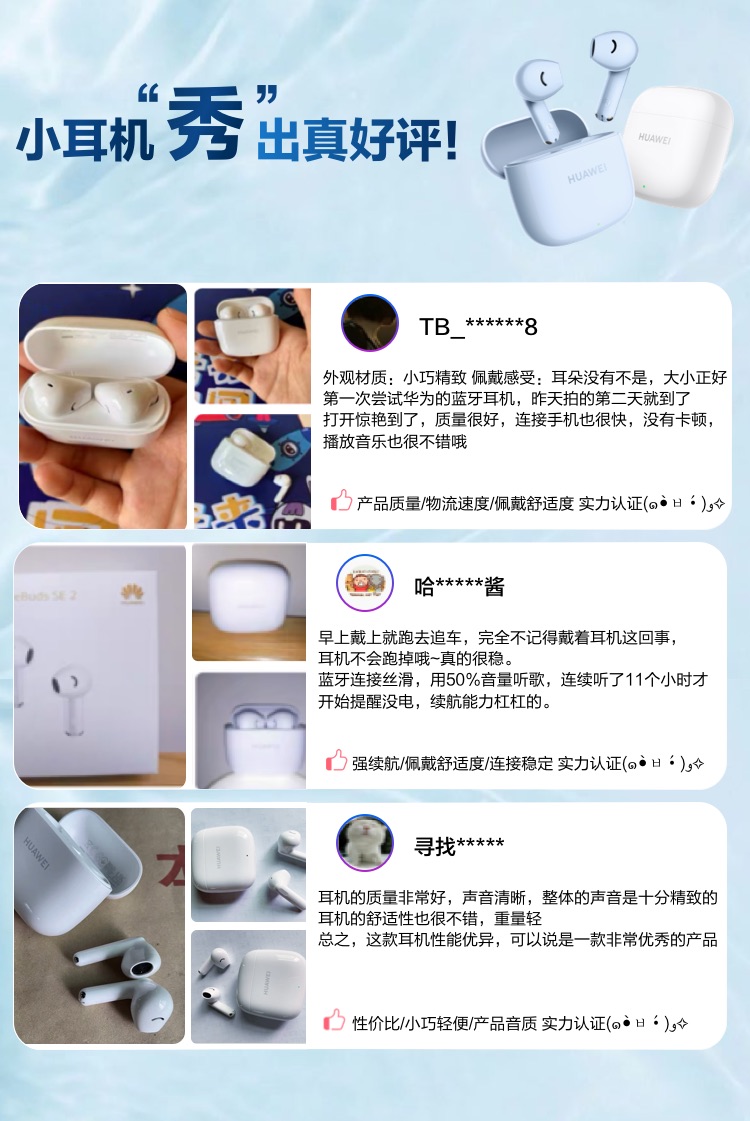 小耳机“秀”出真好评!
HUAWEI
HUAWEI
TB_******8
外观材质：小巧精致 佩戴感受：耳朵没有不是，大小正好
第一次尝试华为的蓝牙耳机，昨天拍的第二天就到了
打开惊艳到了，质量很好，连接手机也很快，没有卡顿，
播放音乐也很不错哦
产品质量/物流速度/佩戴舒适度 实力认证(๑•̀ㅂ•́)و✧
HUAWEI
eBuds SE 2
HUAWEI
哈*****酱
早上戴上就跑去追车，完全不记得戴着耳机这回事，
耳机不会跑掉哦~真的很稳。
蓝牙连接丝滑，用50%音量听歌，连续听了11个小时才
开始提醒没电，续航能力杠杠的。
强续航/佩戴舒适度/连接稳定 实力认证(๑•̀ㅂ•́)و✧
HUAWEI
HUAWEI
寻找*****
耳机的质量非常好，声音清晰，整体的声音是十分精致的
耳机的舒适性也很不错，重量轻
总之，这款耳机性能优异，可以说是一款非常优秀的产品
性价比/小巧轻便/产品音质 实力认证(๑•̀ㅂ•́)و✧